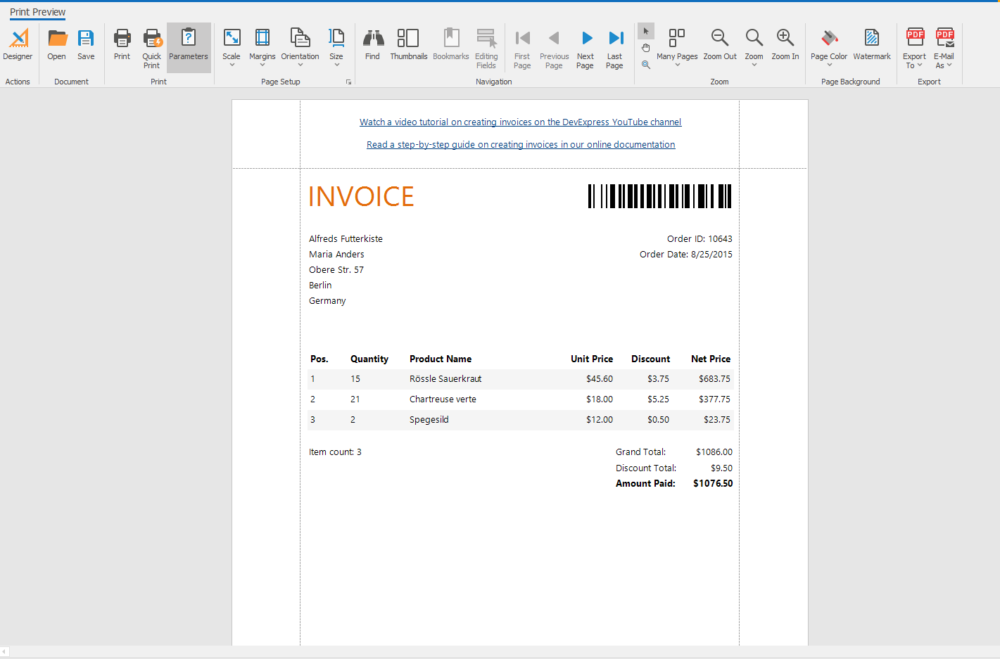 Print Preview
Designer
Open
Save
Print
Quick Print
Parameters
Scale
Margins
Orientation
Size
Find
Thumbnails
Bookmarks
Editing Fields
First Page
Previous Page
Next Page
Last Page
Many Pages
Zoom Out
Zoom
Zoom In
Page Color
Watermark
PDF
Export To
PDF
E-Mail As
Actions
Document
Print
Page Setup
Navigation
Zoom
Page Background
Export
Watch a video tutorial on creating invoices on the DevExpress YouTube channel
Read a step-by-step guide on creating invoices in our online documentation
INVOICE
Alfreds Futterkiste
Order ID: 10643
Maria Anders
Order Date: 8/25/2015
Obere Str. 57
Berlin
Germany
Pos. Quantity Product Name Unit Price Discount Net Price
1 15 Rössle Sauerkraut $45.60 $3.75 $683.75
2 21 Chartreuse verte $18.00 $5.25 $377.75
3 2 Spegesild $12.00 $0.50 $23.75
Item count: 3
Grand Total: $1086.00
Discount Total: $9.50
Amount Paid: $1076.50